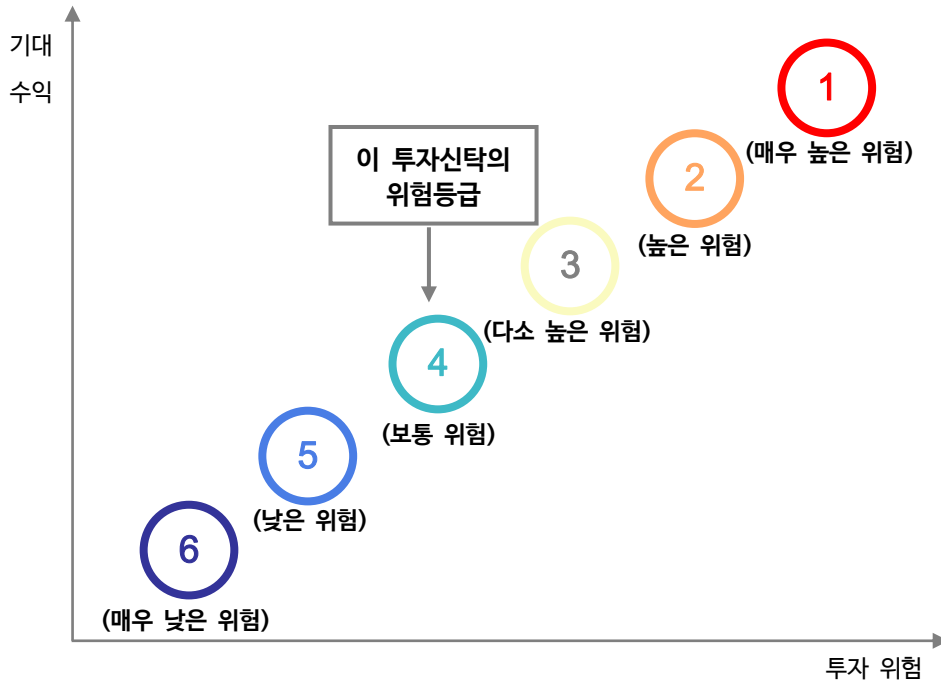 기대
수익
1
(매우 높은 위험)
이 투자신탁의
위험등급
2
(높은 위험)
3
(다소 높은 위험)
4
(보통 위험)
5
(낮은 위험)
6
(매우 낮은 위험)
투자 위험